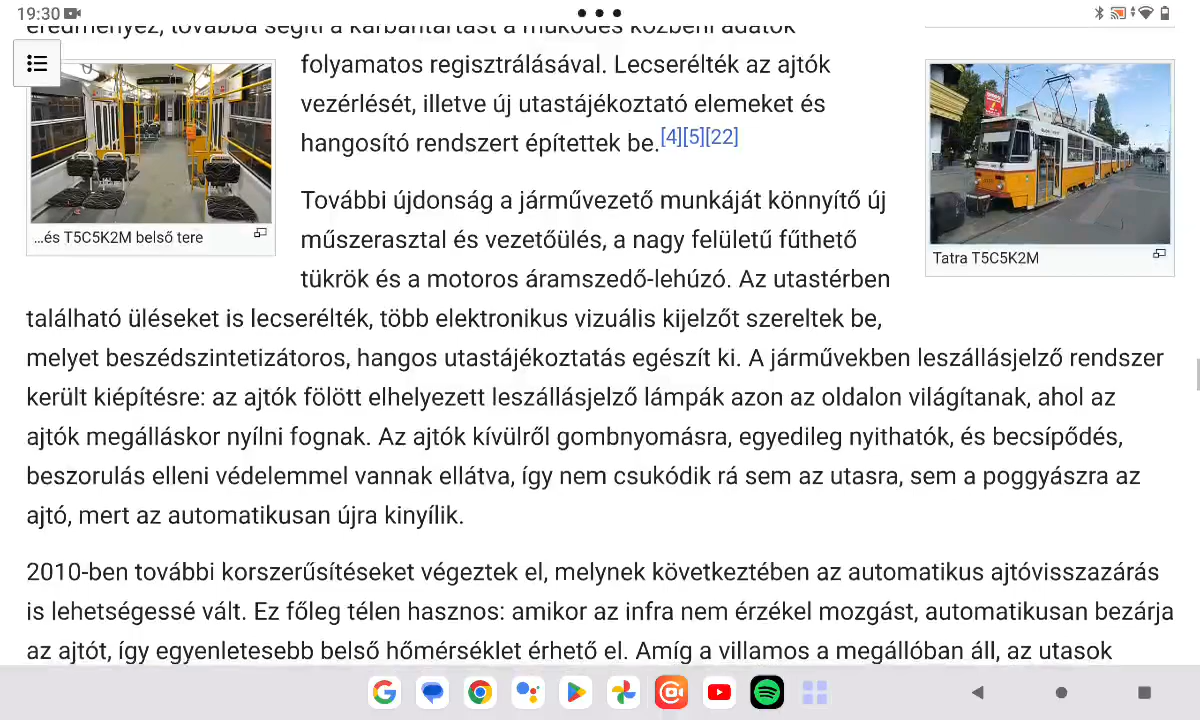 19:30
eredményez, továbbá segíti a karbantartást a működés közbeni adatok
folyamatos regisztrálásával. Lecserélték az ajtók
vezérlését, illetve új utastájékoztató elemeket és
hangosító rendszert építettek be.[4][5][22]
…és T5C5K2M belső tere
Tatra T5C5K2M
További újdonság a járművezető munkáját könnyítő új
műszerasztal és vezetőülés, a nagy felületű fűthető
tükrök és a motoros áramszedő-lehúzó. Az utastérben
található üléseket is lecserélték, több elektronikus vizuális kijelzőt szereltek be,
melyet beszédszintetizátoros, hangos utastájékoztatás egészít ki. A járművekben leszállásjelző rendszer
került kiépítésre: az ajtók fölött elhelyezett leszállásjelző lámpák azon az oldalon világítanak, ahol az
ajtók megálláskor nyílni fognak. Az ajtók kívülről gombnyomásra, egyedileg nyithatók, és becsípődés,
beszorulás elleni védelemmel vannak ellátva, így nem csukódik rá sem az utasra, sem a poggyászra az
ajtó, mert az automatikusan újra kinyílik.
2010-ben további korszerűsítéseket végeztek el, melynek következtében az automatikus ajtóvisszazárás
is lehetségessé vált. Ez főleg télen hasznos: amikor az infra nem érzékel mozgást, automatikusan bezárja
az ajtót, így egyenletesebb belső hőmérséklet érhető el. Amíg a villamos a megállóban áll, az utasok